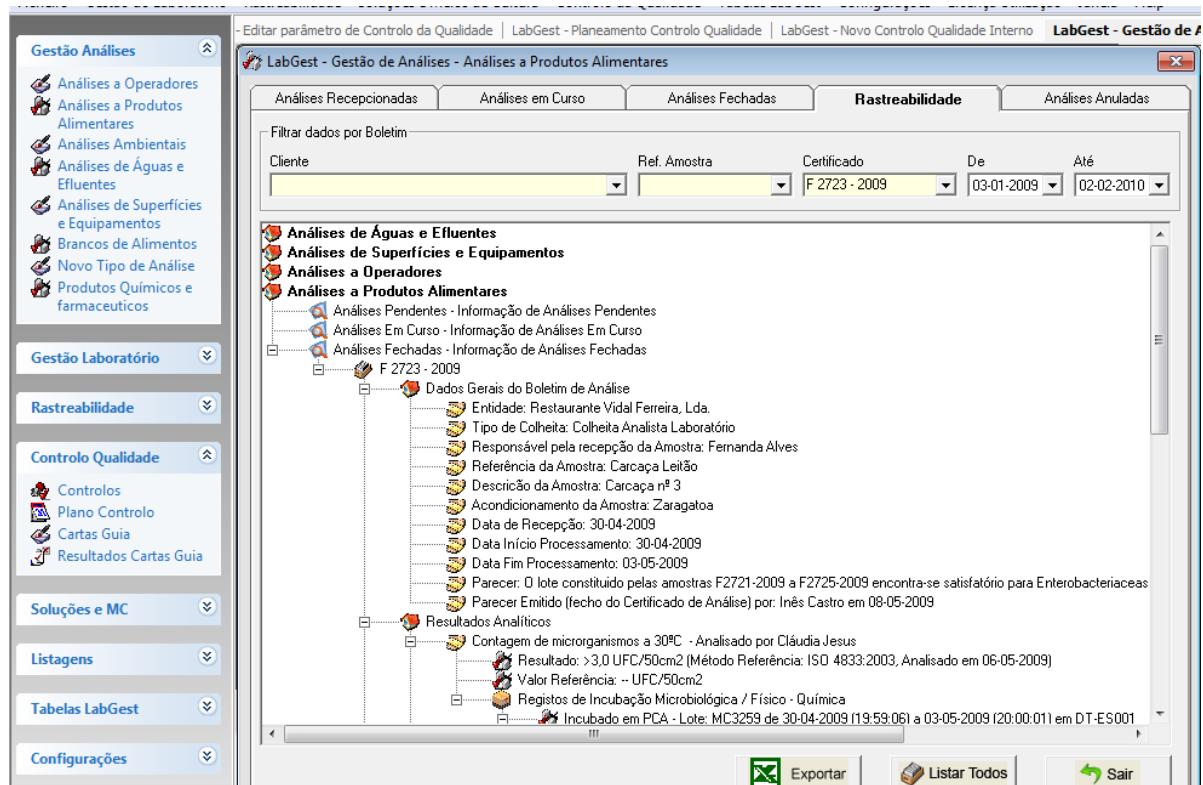 - Editar parâmetro de Controlo da Qualidade | LabGest - Planeamento Controlo Qualidade | LabGest - Novo Controlo Qualidade Interno LabGest - Gestão de A
Gestão Análises
Análises a Operadores
Análises a Produtos
Alimentares
Análises Ambientais
Análises de Águas e
Efluentes
Análises de Superfícies
e Equipamentos
Brancos de Alimentos
Novo Tipo de Análise
Produtos Químicos e
farmaceuticos
Gestão Laboratório
Rastreabilidade
Controlo Qualidade
Controlos
Plano Controlo
Cartas Guia
Resultados Cartas Guia
Soluções e MC
Listagens
Tabelas LabGest
Configurações
LabGest - Gestão de Análises - Análises a Produtos Alimentares
Análises Recepcionadas Análises em Curso Análises Fechadas Rastreabilidade Análises Anuladas
Filtrar dados por Boletim
Cliente Ref. Amostra Certificado De Até
F 2723 - 2009 03-01-2009 02-02-2010
Análises de Águas e Efluentes
Análises de Superfícies e Equipamentos
Análises a Operadores
Análises a Produtos Alimentares
Análises Pendentes - Informação de Análises Pendentes
Análises Em Curso - Informação de Análises Em Curso
Análises Fechadas - Informação de Análises Fechadas
F 2723 - 2009
Dados Gerais do Boletim de Análise
Entidade: Restaurante Vidal Ferreira, Lda.
Tipo de Colheita: Colheita Analista Laboratório
Responsável pela recepção da Amostra: Fernanda Alves
Referência da Amostra: Carcaça Leitão
Descricão da Amostra: Carcaça nº 3
Acondicionamento da Amostra: Zaragatoa
Data de Recepção: 30-04-2009
Data Início Processamento: 30-04-2009
Data Fim Processamento: 03-05-2009
Parecer: O lote constituido pelas amostras F2721-2009 a F2725-2009 encontra-se satisfatório para Enterobacteriaceas
Parecer Emitido (fecho do Certificado de Análise) por: Inês Castro em 08-05-2009
Resultados Analíticos
Contagem de microrganismos a 30ºC - Analisado por Cláudia Jesus
Resultado: >3,0 UFC/50cm2 (Método Referência: ISO 4833:2003, Analisado em 06-05-2009)
Valor Referência: -- UFC/50cm2
Registos de Incubação Microbiológica / Físico - Química
Incubado em PCA - Lote: MC3259 de 30-04-2009 (19:59:06) a 03-05-2009 (20:00:01) em DT-ES001
Exportar Listar Todos Sair